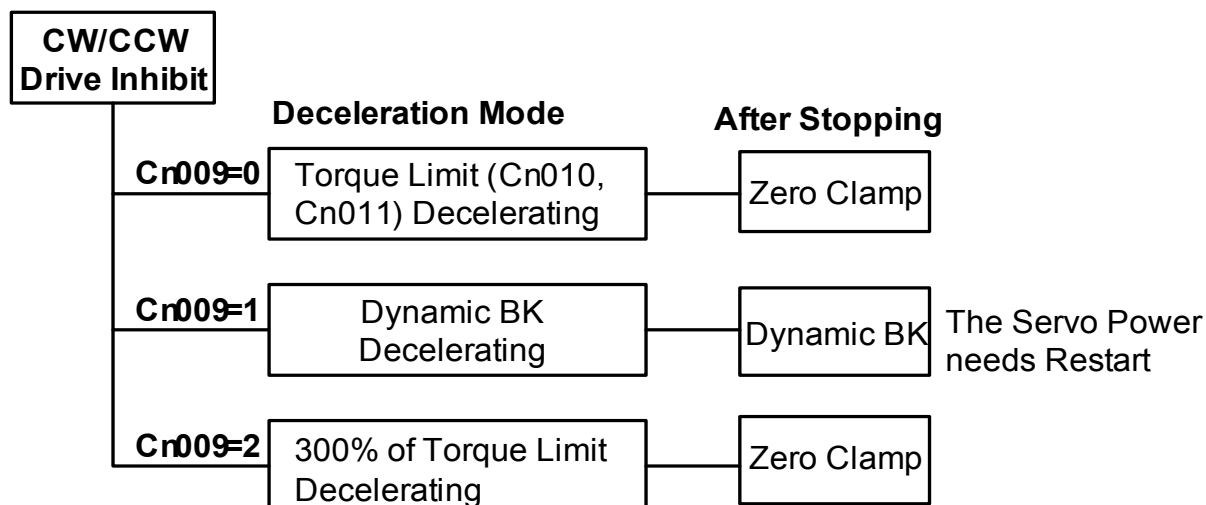 CW/CCW
Drive Inhibit
Deceleration Mode
After Stopping
Cn009=0
Torque Limit (Cn010,
Cn011) Decelerating
Zero Clamp
Cn009=1
Dynamic BK
Decelerating
Dynamic BK
The Servo Power
needs Restart
Cn009=2
300% of Torque Limit
Decelerating
Zero Clamp